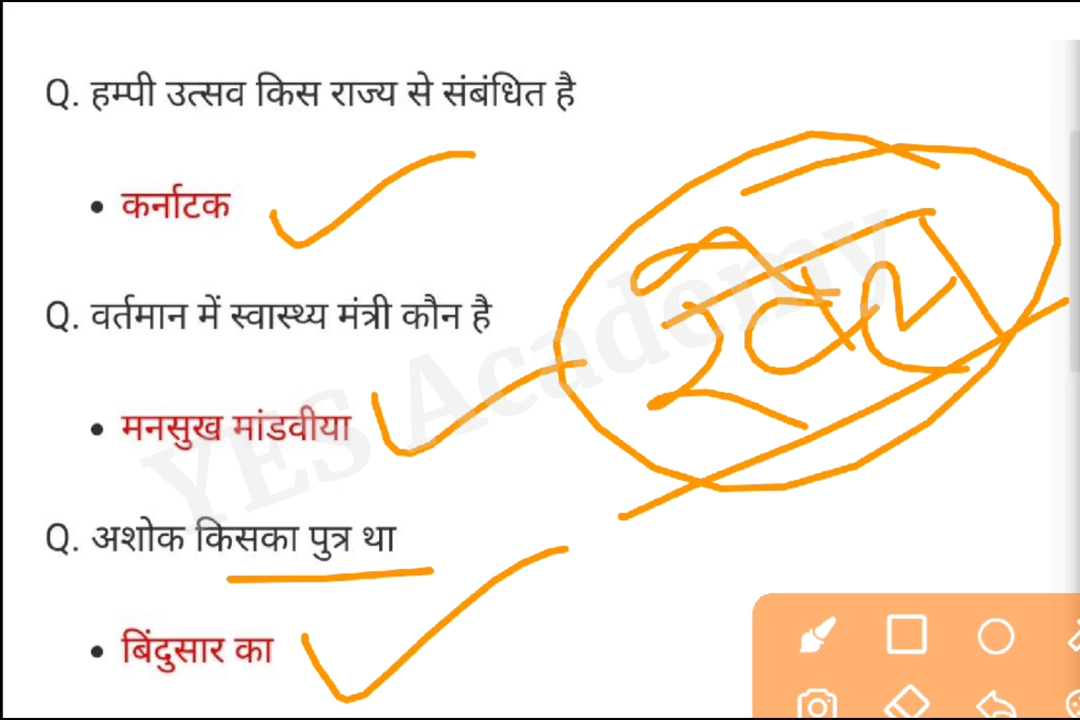 Q. हम्पी उत्सव किस राज्य से संबंधित है
• कर्नाटक
Q. वर्तमान में स्वास्थ्य मंत्री कौन है
• मनसुख मांडवीया
Q. अशोक किसका पुत्र था
• बिंदुसार का
YES Academy